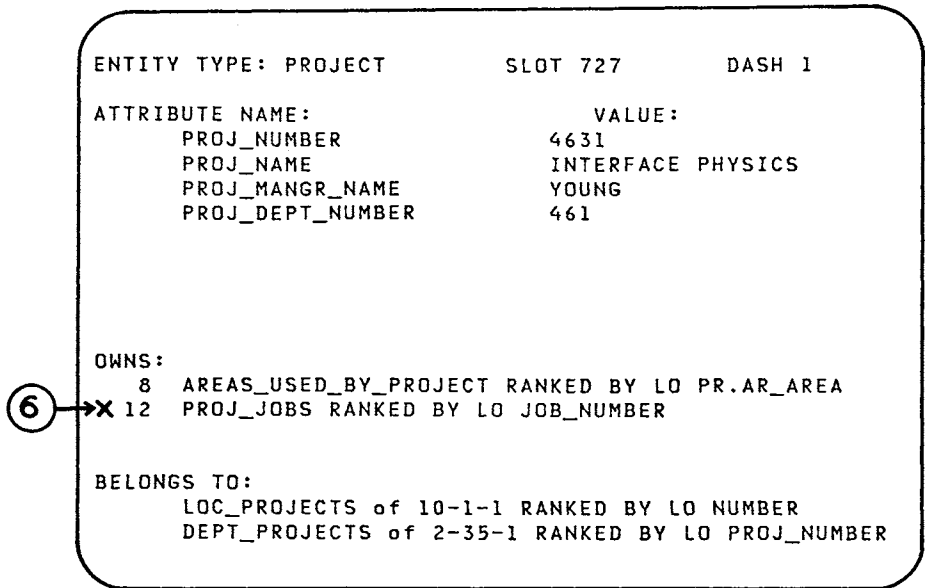 ENTITY TYPE: PROJECT SLOT 727 DASH 1
ATTRIBUTE NAME: VALUE:
PROJ_NUMBER 4631
PROJ_NAME INTERFACE PHYSICS
PROJ_MANGR_NAME YOUNG
PROJ_DEPT_NUMBER 461
OWNS:
8 AREAS_USED_BY_PROJECT RANKED BY LO PR.AR_AREA
6 X 12 PROJ_JOBS RANKED BY LO JOB_NUMBER
BELONGS TO:
LOC_PROJECTS of 10-1-1 RANKED BY LO NUMBER
DEPT_PROJECTS of 2-35-1 RANKED BY LO PROJ_NUMBER